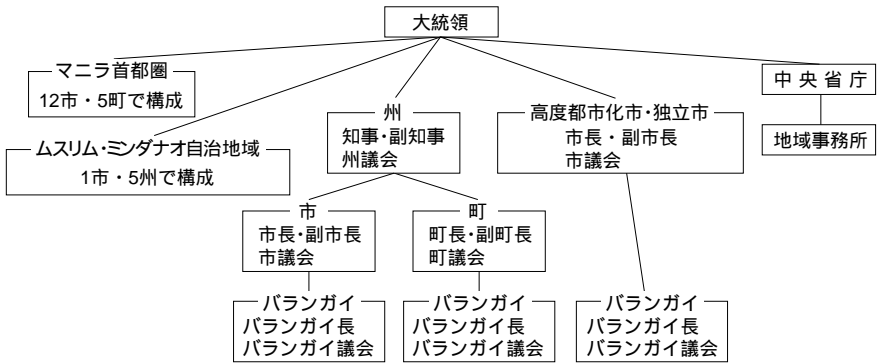 大統領
マニラ首都圏
12市・5町で構成
ムスリム・ミンダナオ自治地域
1市・5州で構成
州
知事・副知事
州議会
高度都市化市・独立市
市長・副市長
市議会
中央省庁
地域事務所
市
市長・副市長
市議会
町
町長・副町長
町議会
バランガイ
バランガイ長
バランガイ議会
バランガイ
バランガイ長
バランガイ議会
バランガイ
バランガイ長
バランガイ議会